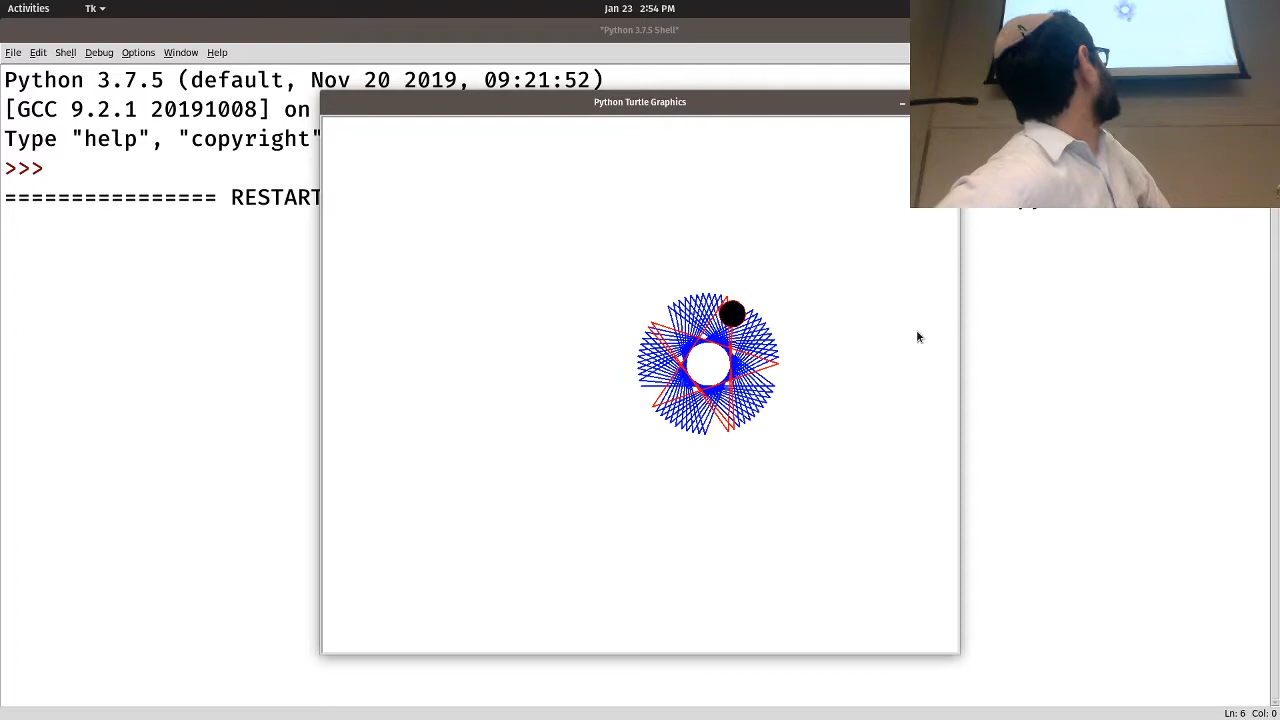 Activities
Tk
Jan 23 2:54 PM
"Python 3.7.5 Shell"
File Edit Shell Debug Options Window Help
Python 3.7.5 (default, Nov 20 2019, 09:21:52)
[GCC 9.2.1 20191008] on
Type "help", "copyright"
>>>
================ RESTART
Python Turtle Graphics
Ln: 6 Col: 0